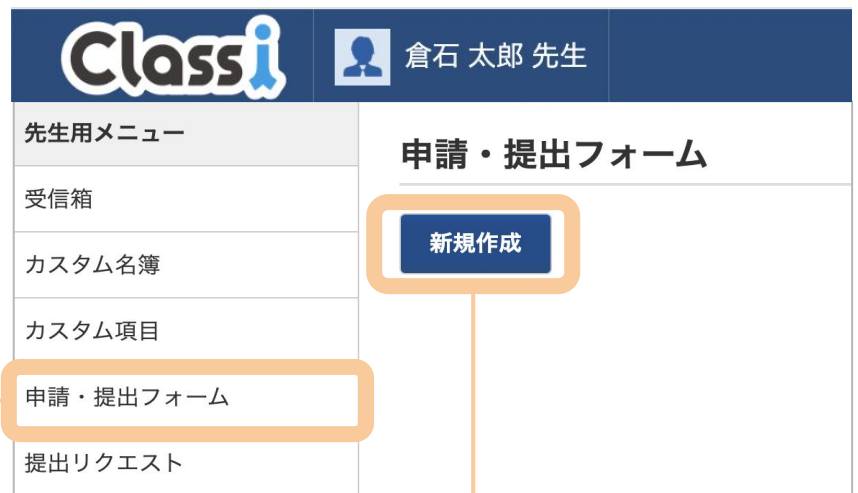 Classi
倉石 太郎 先生
先生用メニュー
受信箱
カスタム名簿
カスタム項目
申請・提出フォーム
提出リクエスト
申請・提出フォーム
新規作成